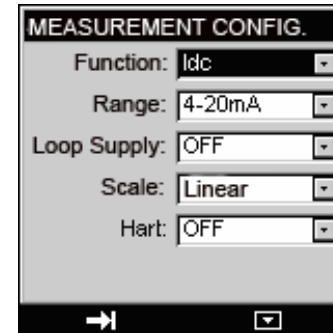 MEASUREMENT CONFIG.
Function: Idc
Range: 4-20mA
Loop Supply: OFF
Scale: Linear
Hart: OFF